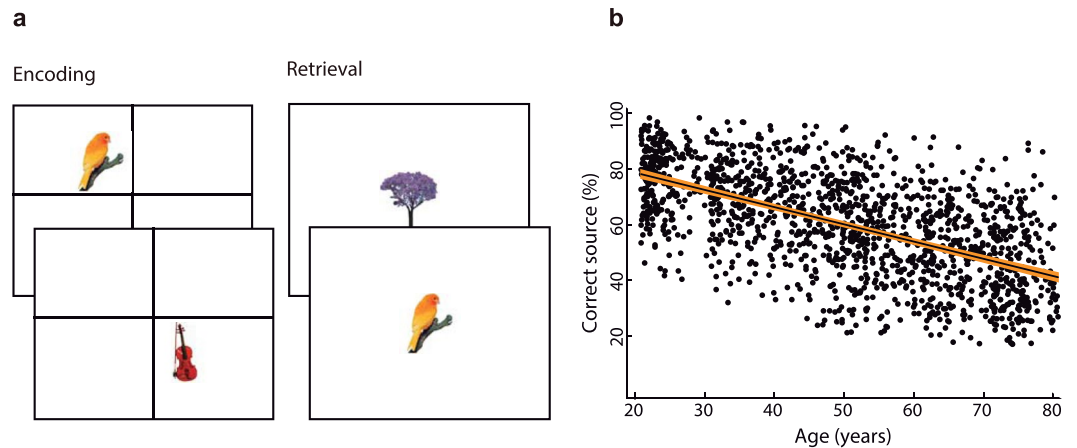 a
Encoding
Retrieval
b
Correct source (%)
100
80
60
40
20
20 30 40 50 60 70 80
Age (years)